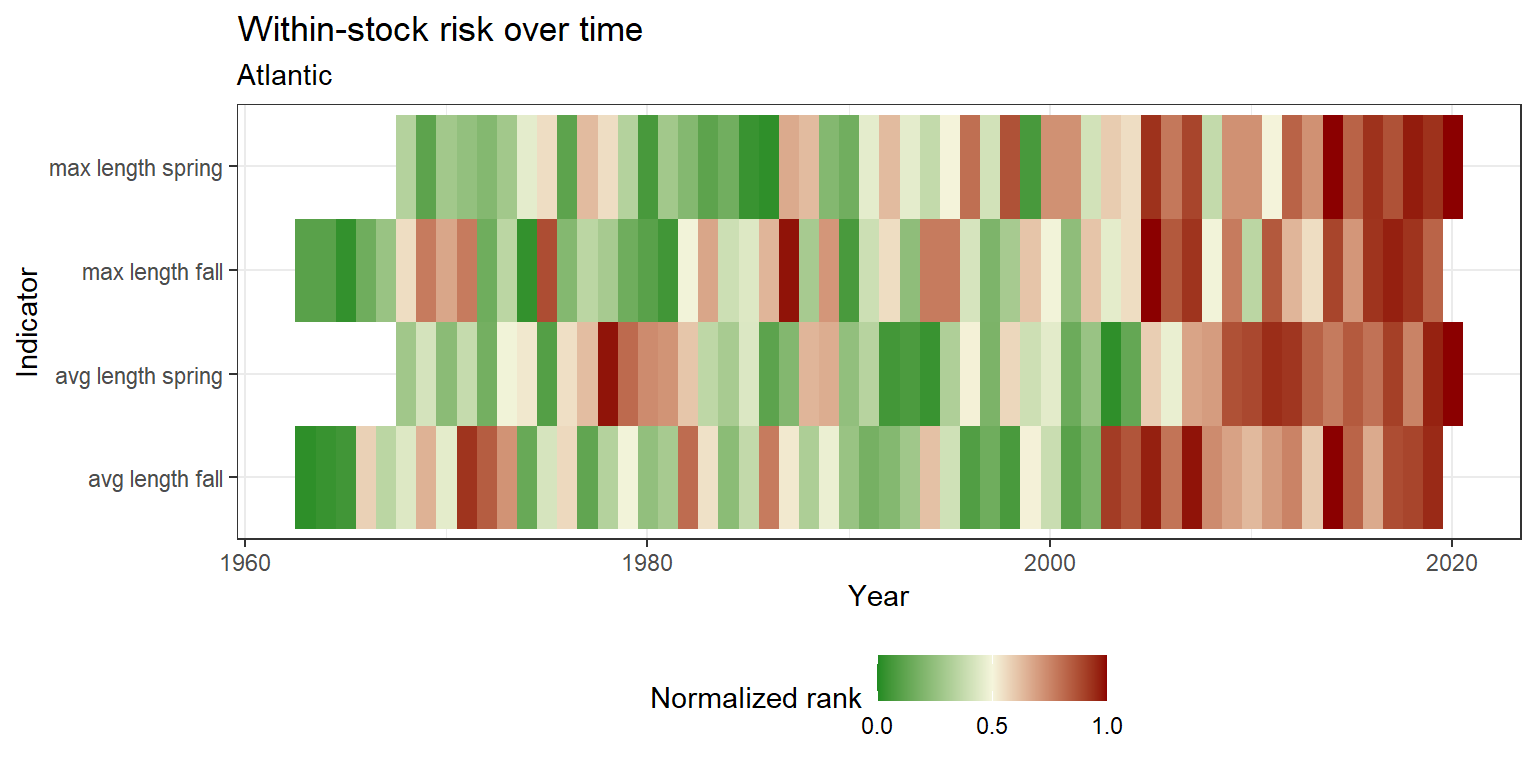 Within-stock risk over time
Atlantic
Indicator
max length spring
max length fall
avg length spring
avg length fall
1960 1980 2000 2020
Year
Normalized rank
0.0 0.5 1.0